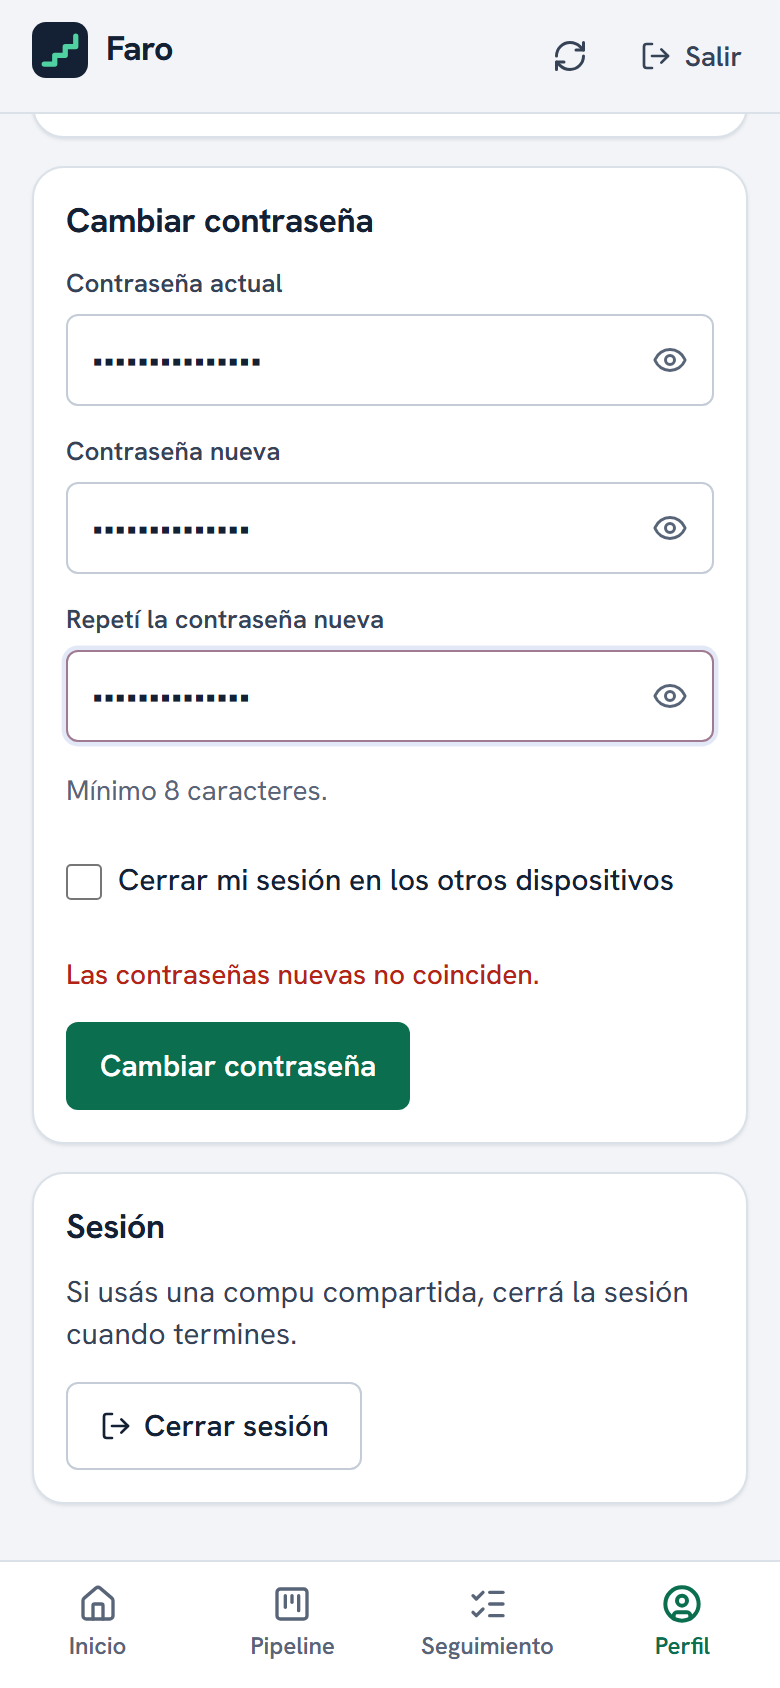 Faro
Salir
Cambiar contraseña
Contraseña actual
Contraseña nueva
Repetí la contraseña nueva
Mínimo 8 caracteres.
Cerrar mi sesión en los otros dispositivos
Las contraseñas nuevas no coinciden.
Cambiar contraseña
Sesión
Si usás una compu compartida, cerrá la sesión
cuando termines.
Cerrar sesión
Inicio
Pipeline
Seguimiento
Perfil